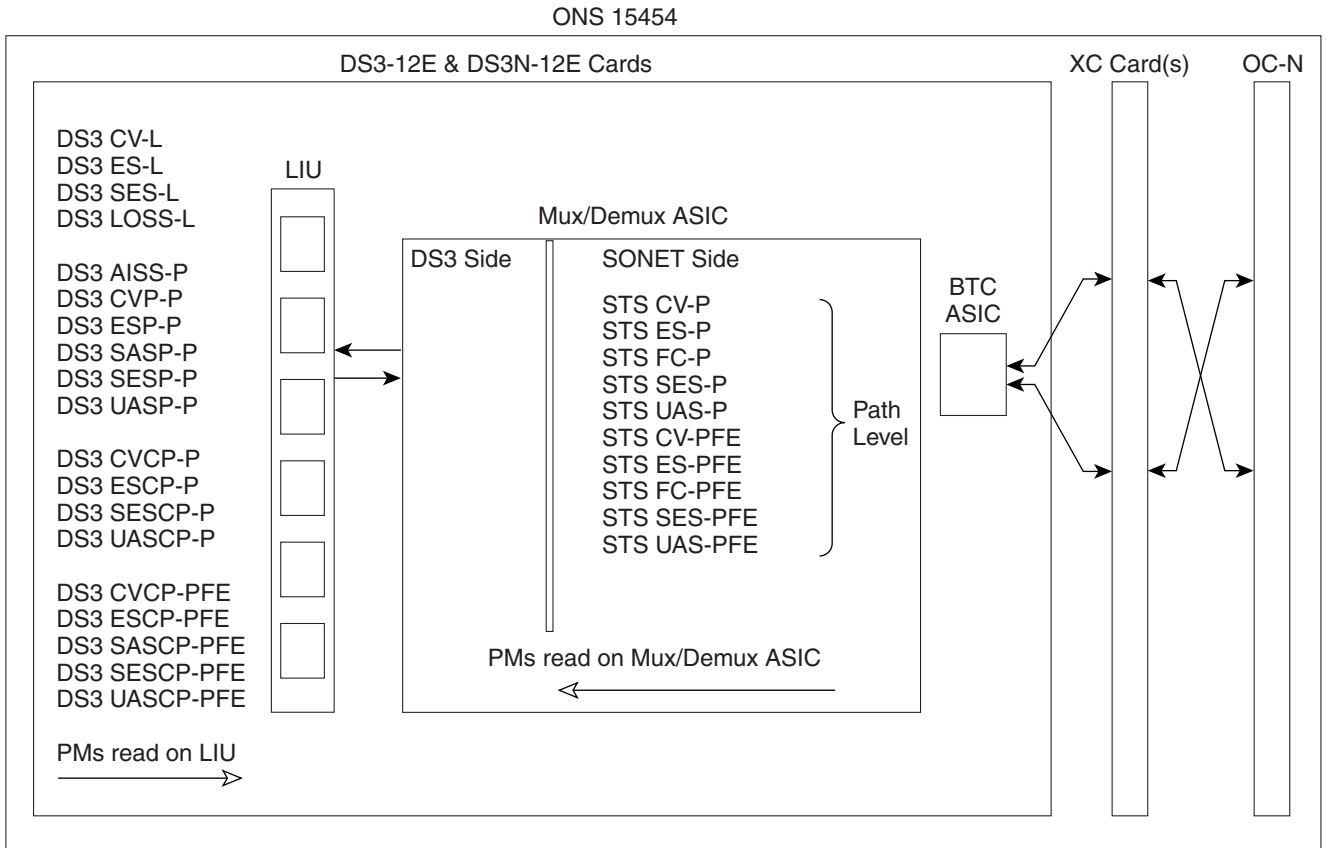 ONS 15454
DS3-12E & DS3N-12E Cards
XC Card(s)
OC-N
DS3 CV-L
DS3 ES-L
DS3 SES-L
DS3 LOSS-L
DS3 AISS-P
DS3 CVP-P
DS3 ESP-P
DS3 SASP-P
DS3 SESP-P
DS3 UASP-P
DS3 CVCP-P
DS3 ESCP-P
DS3 SESCP-P
DS3 UASCP-P
DS3 CVCP-PFE
DS3 ESCP-PFE
DS3 SASCP-PFE
DS3 SESCP-PFE
DS3 UASCP-PFE
PMs read on LIU
LIU
Mux/Demux ASIC
DS3 Side
SONET Side
STS CV-P
STS ES-P
STS FC-P
STS SES-P
STS UAS-P
STS CV-PFE
STS ES-PFE
STS FC-PFE
STS SES-PFE
STS UAS-PFE
Path
Level
PMs read on Mux/Demux ASIC
BTC
ASIC